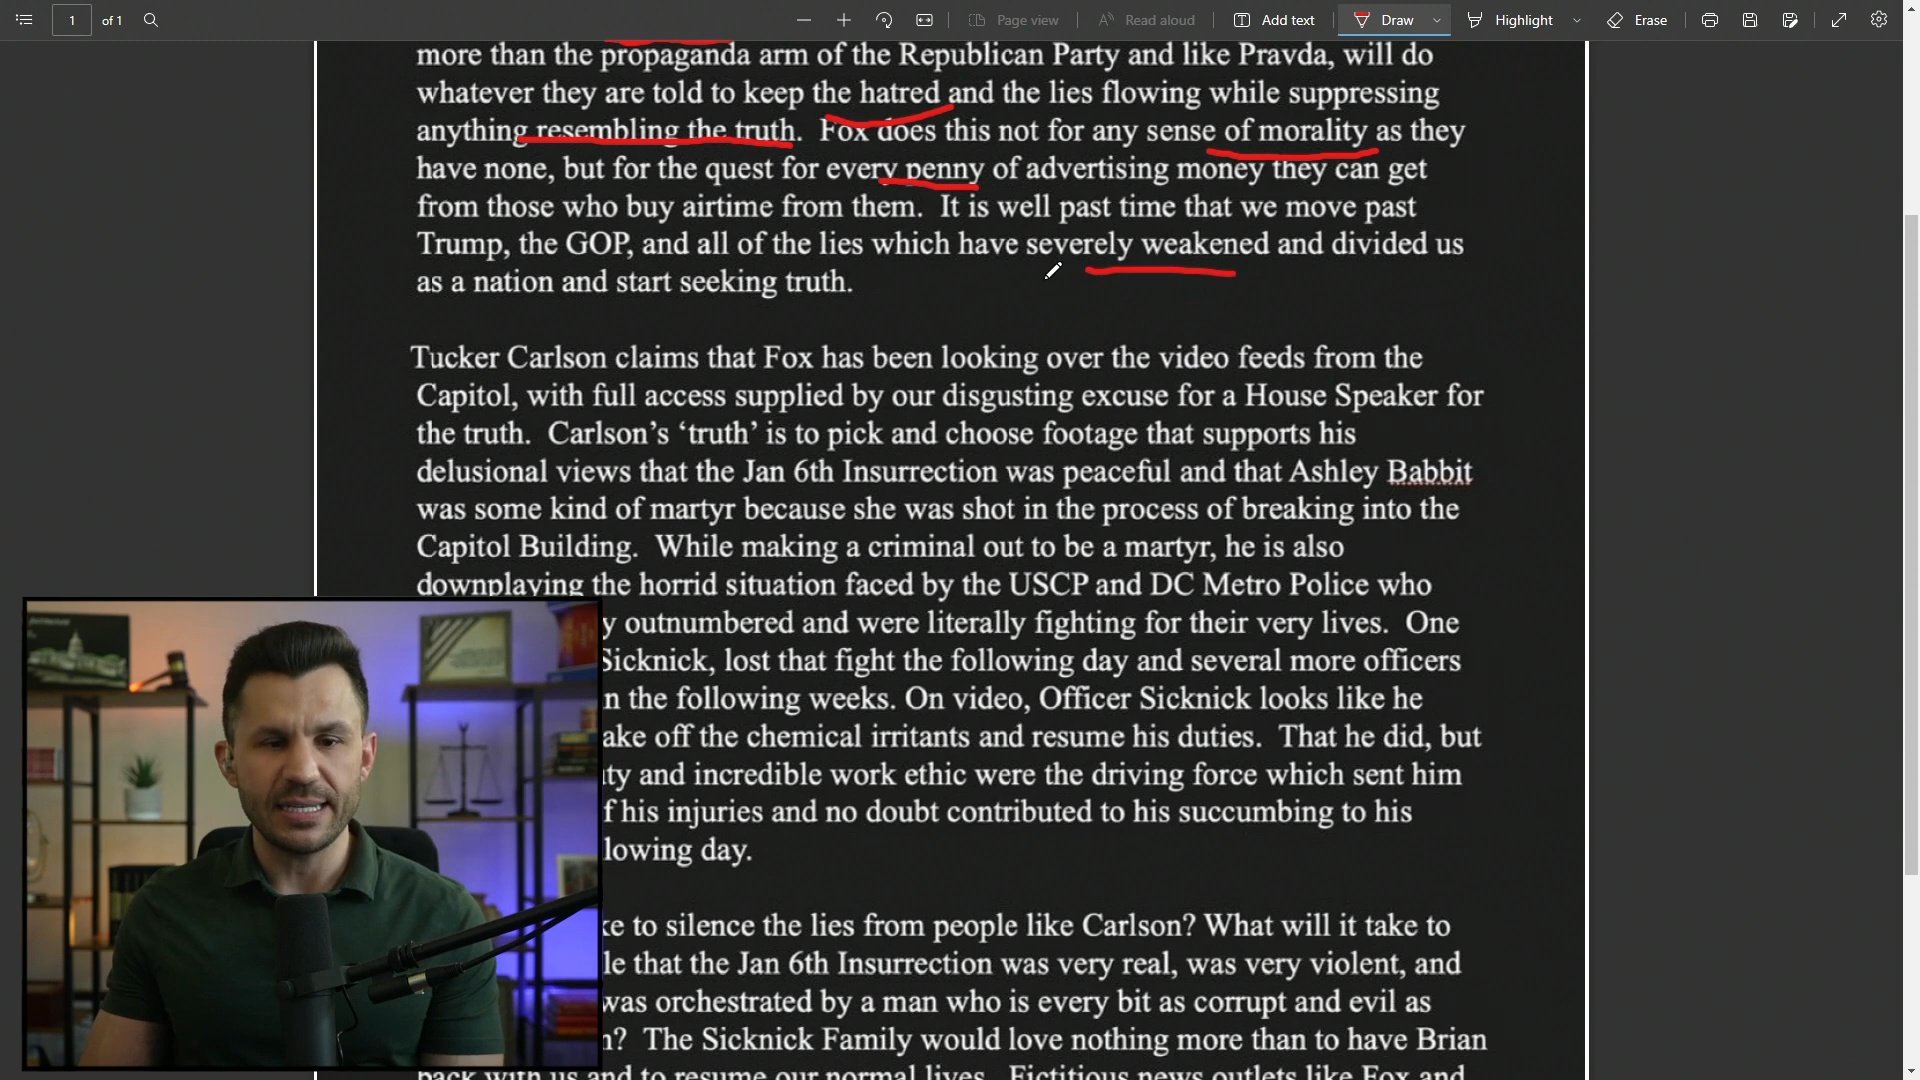 1 of 1 Page view Read aloud Add text Draw Highlight Erase
more than the propaganda arm of the Republican Party and like Pravda, will do
whatever they are told to keep the hatred and the lies flowing while suppressing
anything resembling the truth. Fox does this not for any sense of morality as they
have none, but for the quest for every penny of advertising money they can get
from those who buy airtime from them. It is well past time that we move past
Trump, the GOP, and all of the lies which have severely weakened and divided us
as a nation and start seeking truth.
Tucker Carlson claims that Fox has been looking over the video feeds from the
Capitol, with full access supplied by our disgusting excuse for a House Speaker for
the truth. Carlson’s ‘truth’ is to pick and choose footage that supports his
delusional views that the Jan 6th Insurrection was peaceful and that Ashley Babbit
was some kind of martyr because she was shot in the process of breaking into the
Capitol Building. While making a criminal out to be a martyr, he is also
downplaying the horrid situation faced by the USCP and DC Metro Police who
y outnumbered and were literally fighting for their very lives. One
Sicknick, lost that fight the following day and several more officers
n the following weeks. On video, Officer Sicknick looks like he
ake off the chemical irritants and resume his duties. That he did, but
ty and incredible work ethic were the driving force which sent him
f his injuries and no doubt contributed to his succumbing to his
lowing day.
ke to silence the lies from people like Carlson? What will it take to
le that the Jan 6th Insurrection was very real, was very violent, and
was orchestrated by a man who is every bit as corrupt and evil as
n? The Sicknick Family would love nothing more than to have Brian
back with us and to resume our normal lives. Fictitious news outlets like Fox and